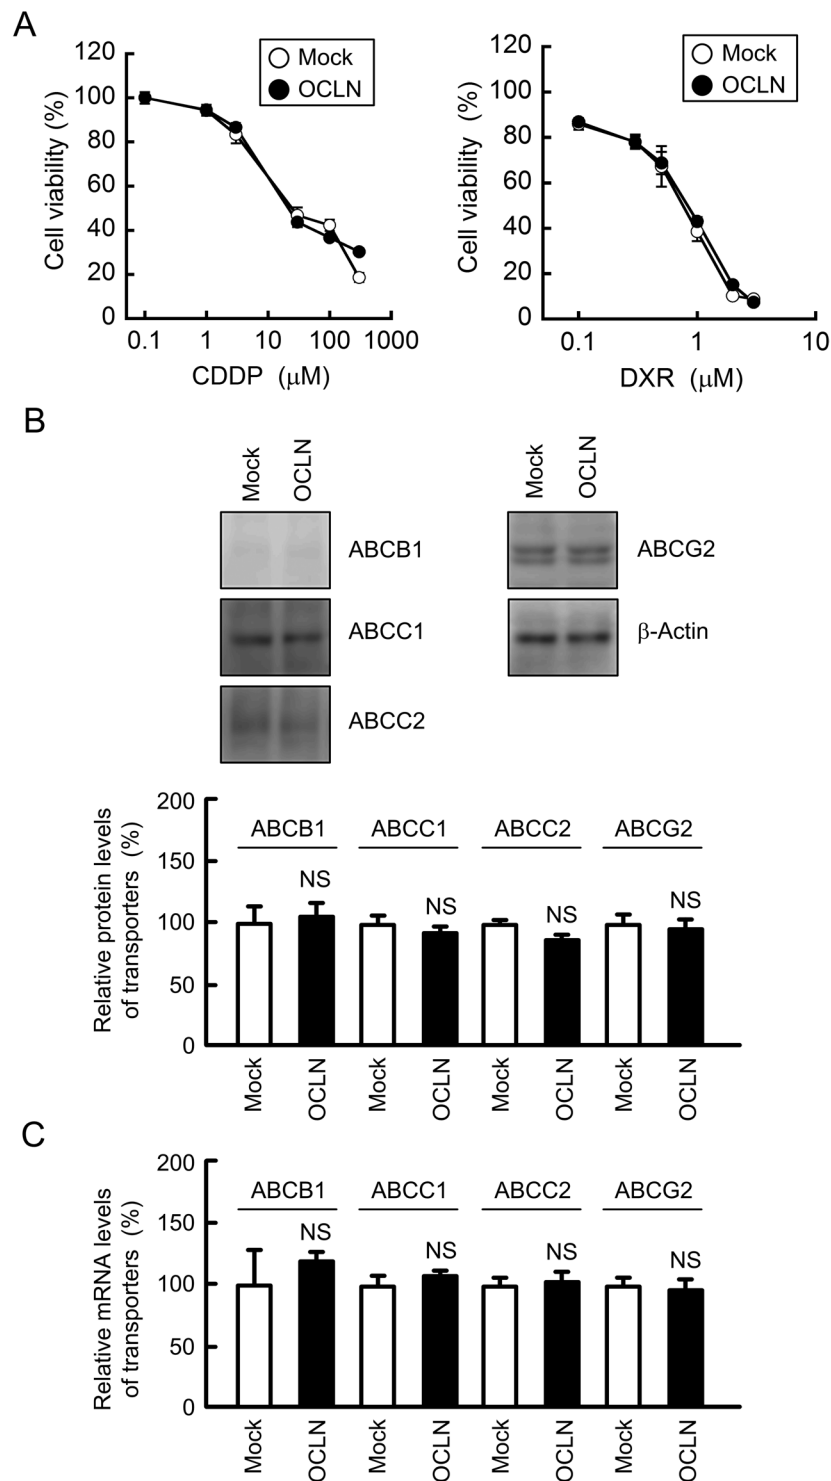 A
Cell viability (%)
120
100
80
60
40
20
0
Mock
OCLN
0.1 1 10 100 1000
CDDP (μM)
Cell viability (%)
120
100
80
60
40
20
0
Mock
OCLN
0.1 1 10
DXR (μM)
B
Mock OCLN
ABCB1
ABCC1
ABCC2
Mock OCLN
ABCG2
β-Actin
Relative protein levels
of transporters (%)
200
150
100
50
0
ABCB1 ABCC1 ABCC2 ABCG2
NS NS NS NS
Mock OCLN Mock OCLN Mock OCLN Mock OCLN
C
Relative mRNA levels
of transporters (%)
200
150
100
50
0
ABCB1 ABCC1 ABCC2 ABCG2
NS NS NS NS
Mock OCLN Mock OCLN Mock OCLN Mock OCLN